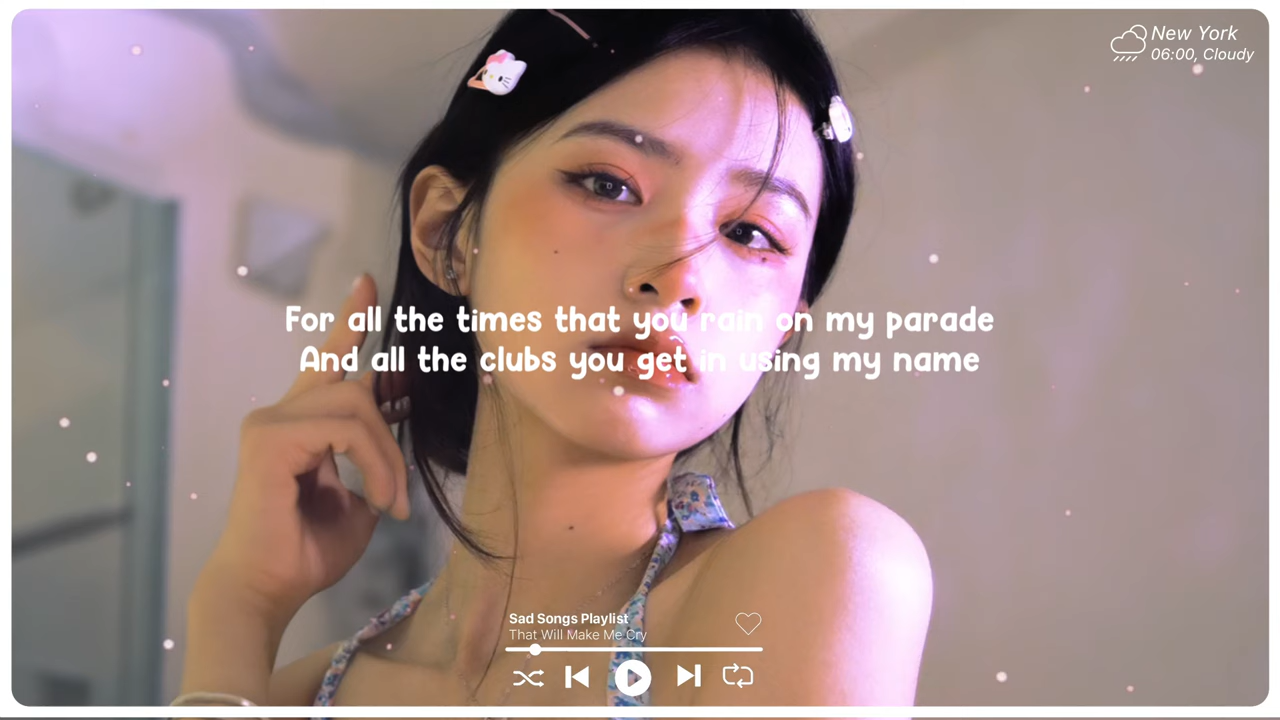 New York
06:00, Cloudy
For all the times that you rain on my parade
And all the clubs you get in using my name
Sad Songs Playlist
That Will Make Me Cry